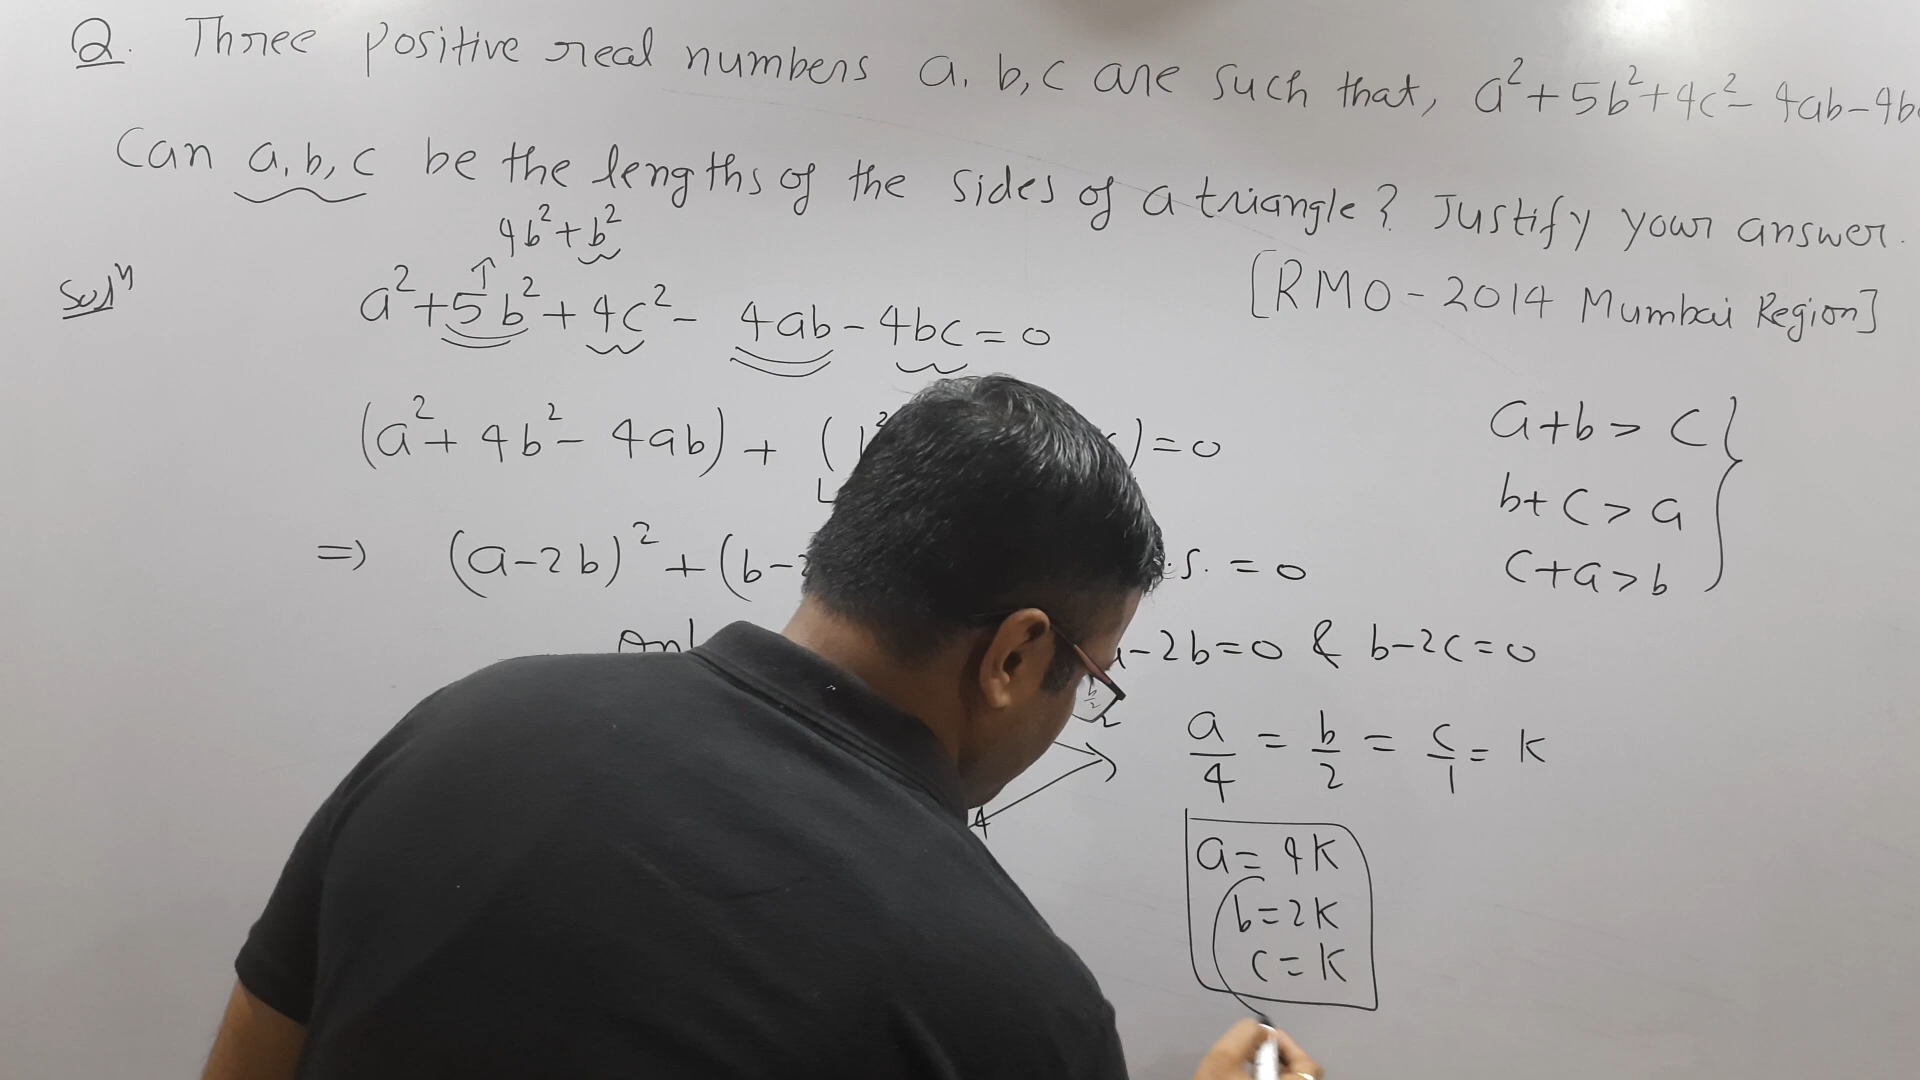 Q. Three positive real numbers a, b, c are such that, a²+5b²+4c²-4ab-4b
Can a, b, c be the lengths of the sides of a triangle? Justify your answer.
[RMO-2014 Mumbai Region]
4b²+b²
↑
Solⁿ a²+5b²+4c²-4ab-4bc=0
(a²+4b²-4ab)+( )=0
=> (a-2b)²+(b- .s. =0
-2b=0 & b-2c=0
a/4 = b/2 = c/1 = K
4
a=4K
b=2K
c=K
a+b>c }
b+c>a
c+a>b